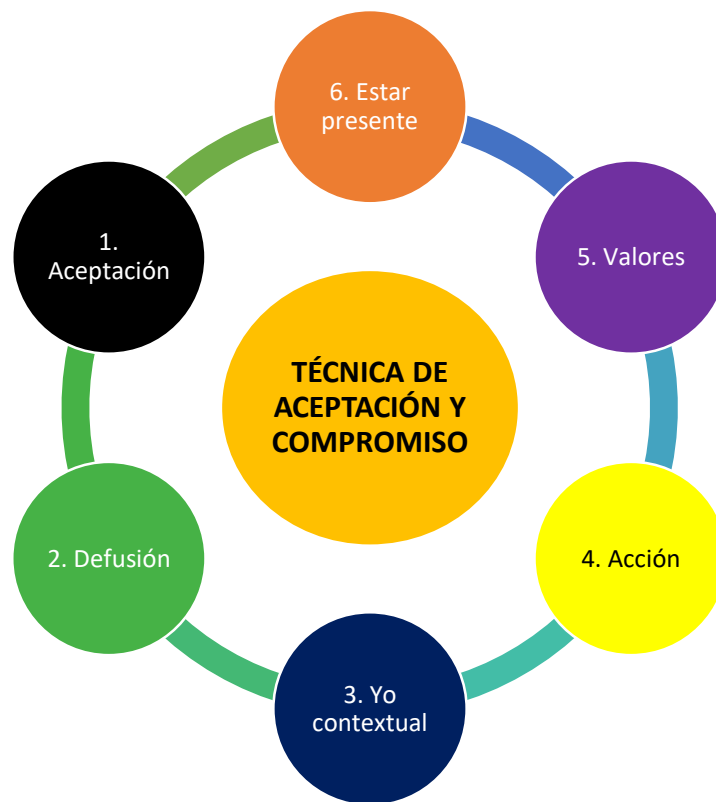 6. Estar
presente
1.
Aceptación
5. Valores
TÉCNICA DE
ACEPTACIÓN Y
COMPROMISO
2. Defusión
4. Acción
3. Yo
contextual